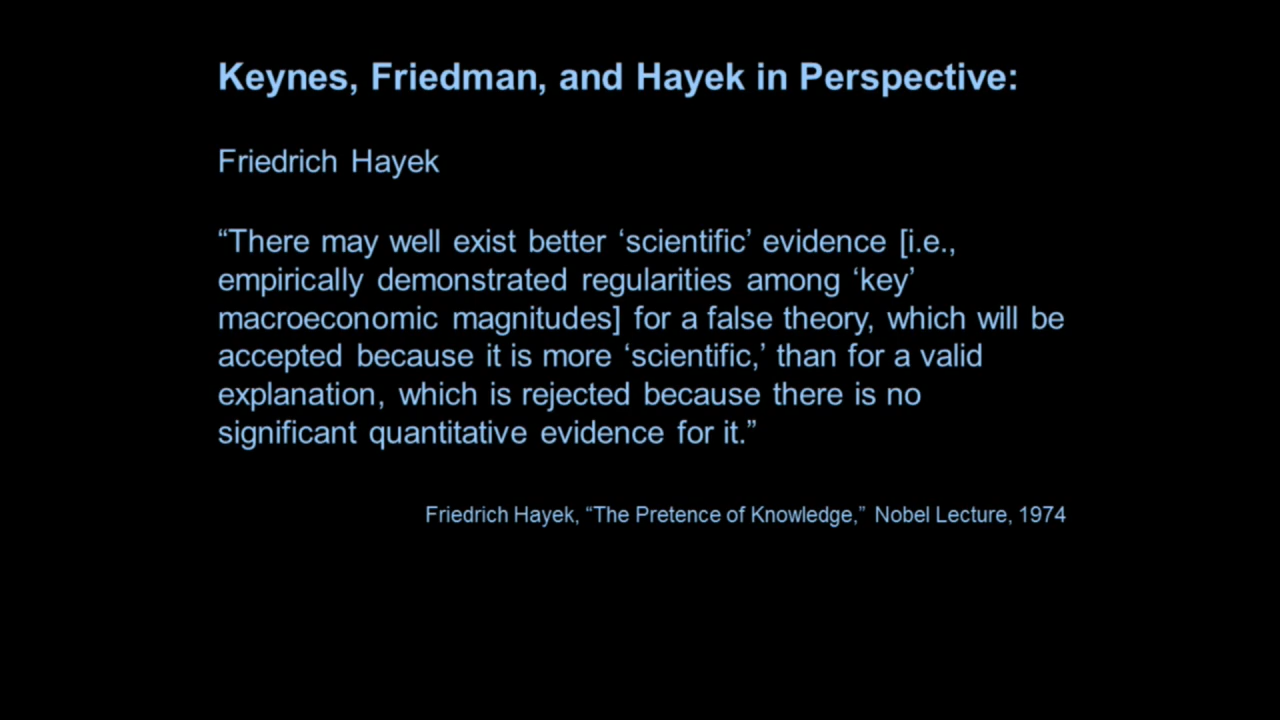 Keynes, Friedman, and Hayek in Perspective:
Friedrich Hayek
“There may well exist better ‘scientific’ evidence [i.e.,
empirically demonstrated regularities among ‘key’
macroeconomic magnitudes] for a false theory, which will be
accepted because it is more ‘scientific,’ than for a valid
explanation, which is rejected because there is no
significant quantitative evidence for it.”
Friedrich Hayek, “The Pretence of Knowledge,” Nobel Lecture, 1974